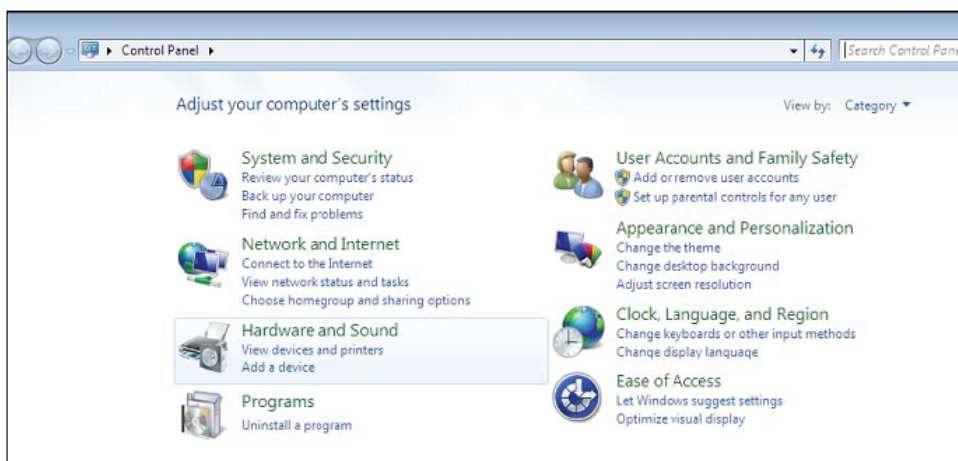 Control Panel
Search Control Pane
Adjust your computer's settings
View by: Category
System and Security
Review your computer's status
Back up your computer
Find and fix problems
Network and Internet
Connect to the Internet
View network status and tasks
Choose homegroup and sharing options
Hardware and Sound
View devices and printers
Add a device
Programs
Uninstall a program
User Accounts and Family Safety
Add or remove user accounts
Set up parental controls for any user
Appearance and Personalization
Change the theme
Change desktop background
Adjust screen resolution
Clock, Language, and Region
Change keyboards or other input methods
Change display language
Ease of Access
Let Windows suggest settings
Optimize visual display